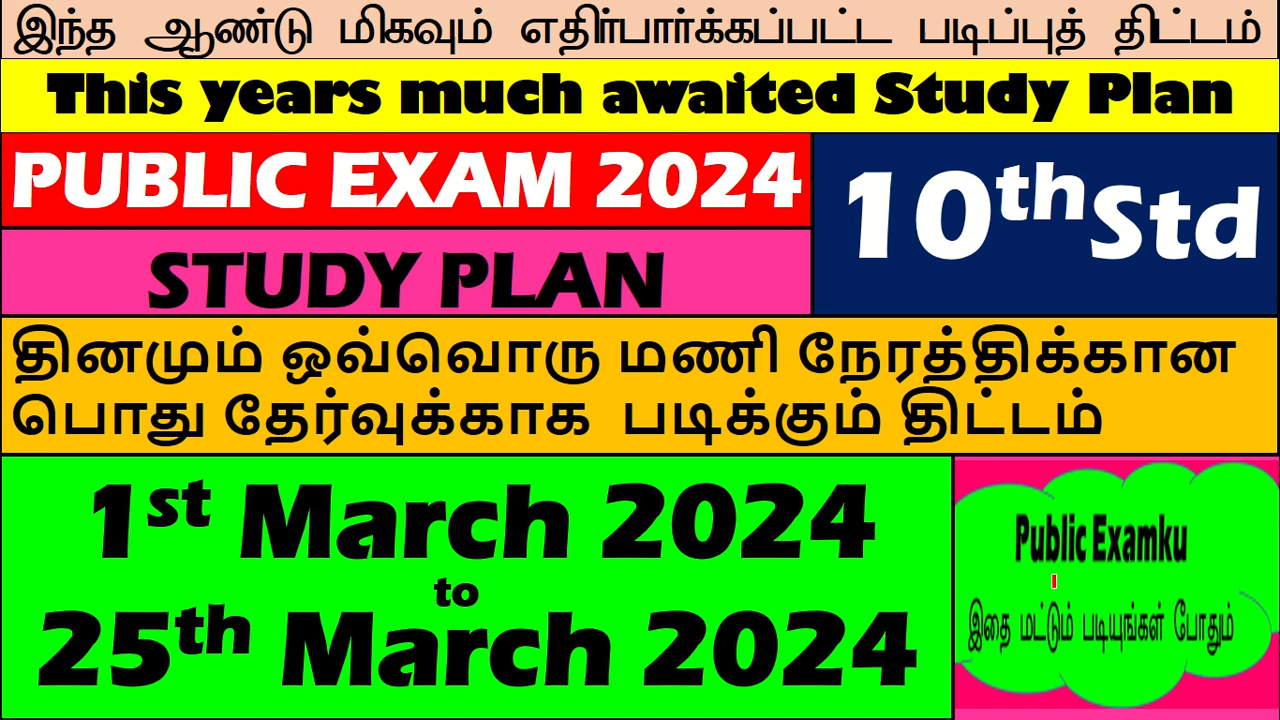 இந்த ஆண்டு மிகவும் எதிர்பார்க்கப்பட்ட படிப்புத் திட்டம்
This years much awaited Study Plan
PUBLIC EXAM 2024
10th Std
STUDY PLAN
தினமும் ஒவ்வொரு மணி நேரத்திக்கான
பொது தேர்வுக்காக படிக்கும் திட்டம்
1st March 2024
to
25th March 2024
Public Examku
இதை மட்டும் படியுங்கள் போதும்